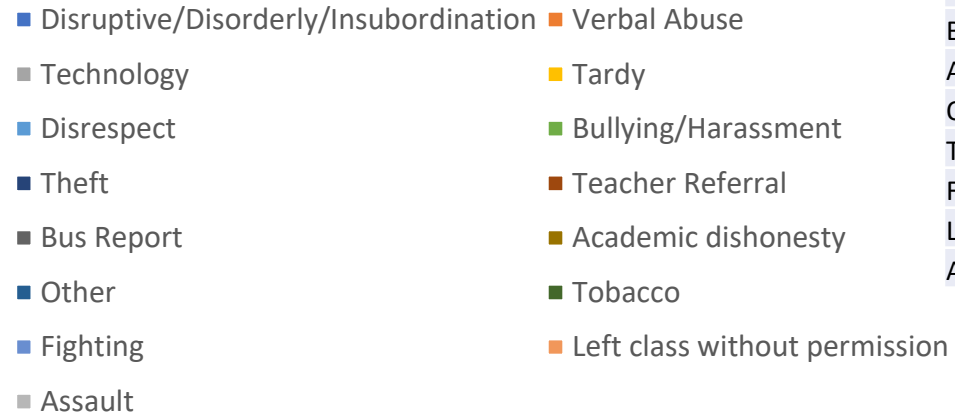 Disruptive/Disorderly/Insubordination Verbal Abuse
Technology Tardy
Disrespect Bullying/Harassment
Theft Teacher Referral
Bus Report Academic dishonesty
Other Tobacco
Fighting Left class without permission
Assault